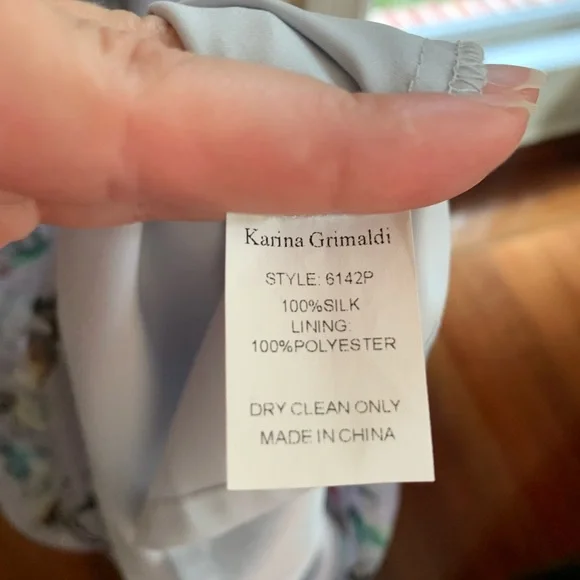 Karina Grimaldi
STYLE: 6142P
100%SILK
LINING:
100%POLYESTER
DRY CLEAN ONLY
MADE IN CHINA